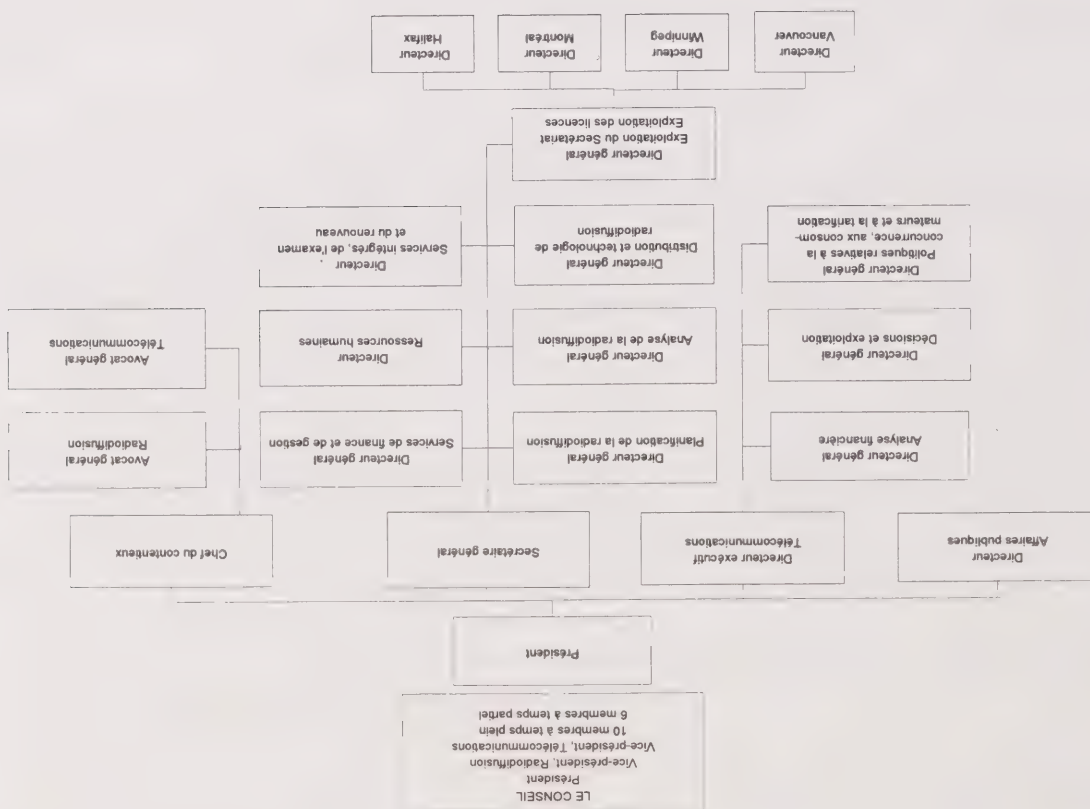 LE CONSEIL
Président
Vice-président, Radiodiffusion
Vice-président, Télécommunications
10 membres à temps plein
6 membres à temps partiel
Président
Directeur
Affaires publiques
Directeur exécutif
Télécommunications
Secrétaire général
Chef du contentieux
Directeur général
Analyse financière
Directeur général
Planification de la radiodiffusion
Directeur général
Services de finance et de gestion
Avocat général
Radiodiffusion
Directeur général
Décisions et exploitation
Directeur général
Analyse de la radiodiffusion
Directeur
Ressources humaines
Avocat général
Télécommunications
Directeur général
Politiques relatives à la
concurrence, aux consom-
mateurs et à la tarification
Directeur général
Distribution et technologie de
radiodiffusion
Directeur
Services intégrés, de l'examen
et du renouveau
Directeur général
Exploitation du Secrétariat
Exploitation des licences
Directeur
Vancouver
Directeur
Winnipeg
Directeur
Montréal
Directeur
Halifax